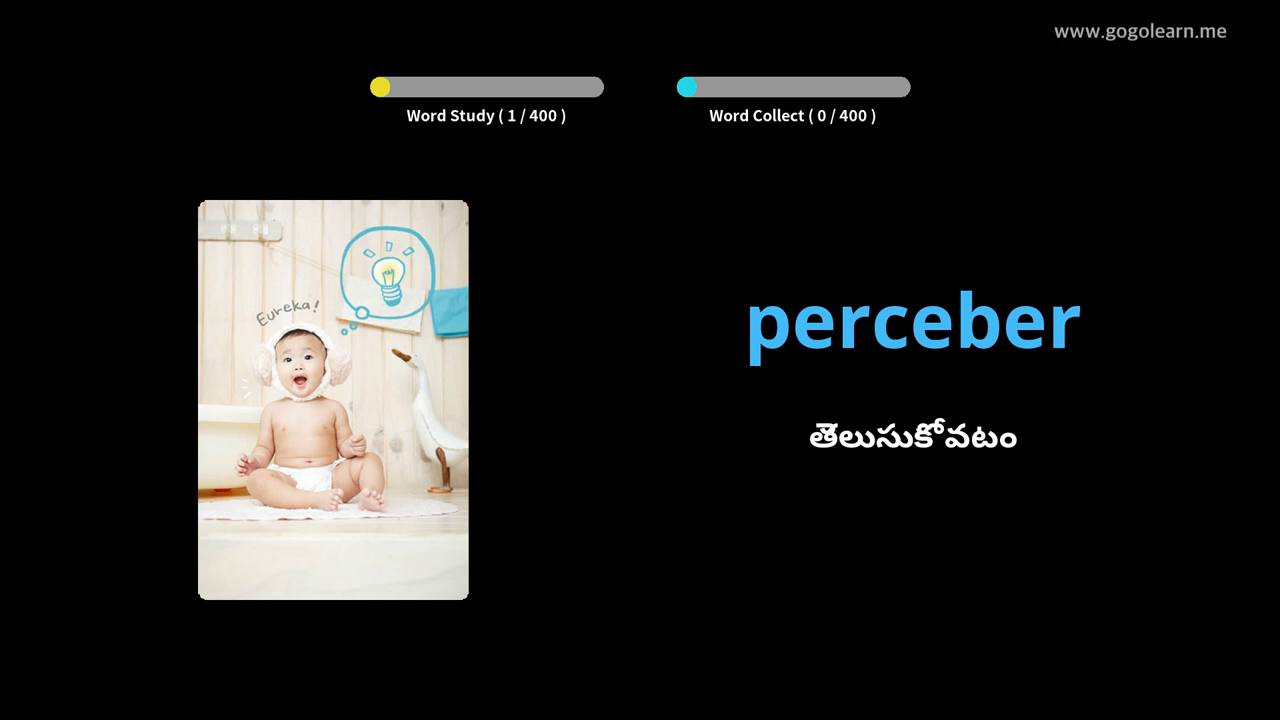 www.gogolearn.me
Word Study ( 1 / 400 )
Word Collect ( 0 / 400 )
Eureka!
perceber
తెలుసుకోవటం